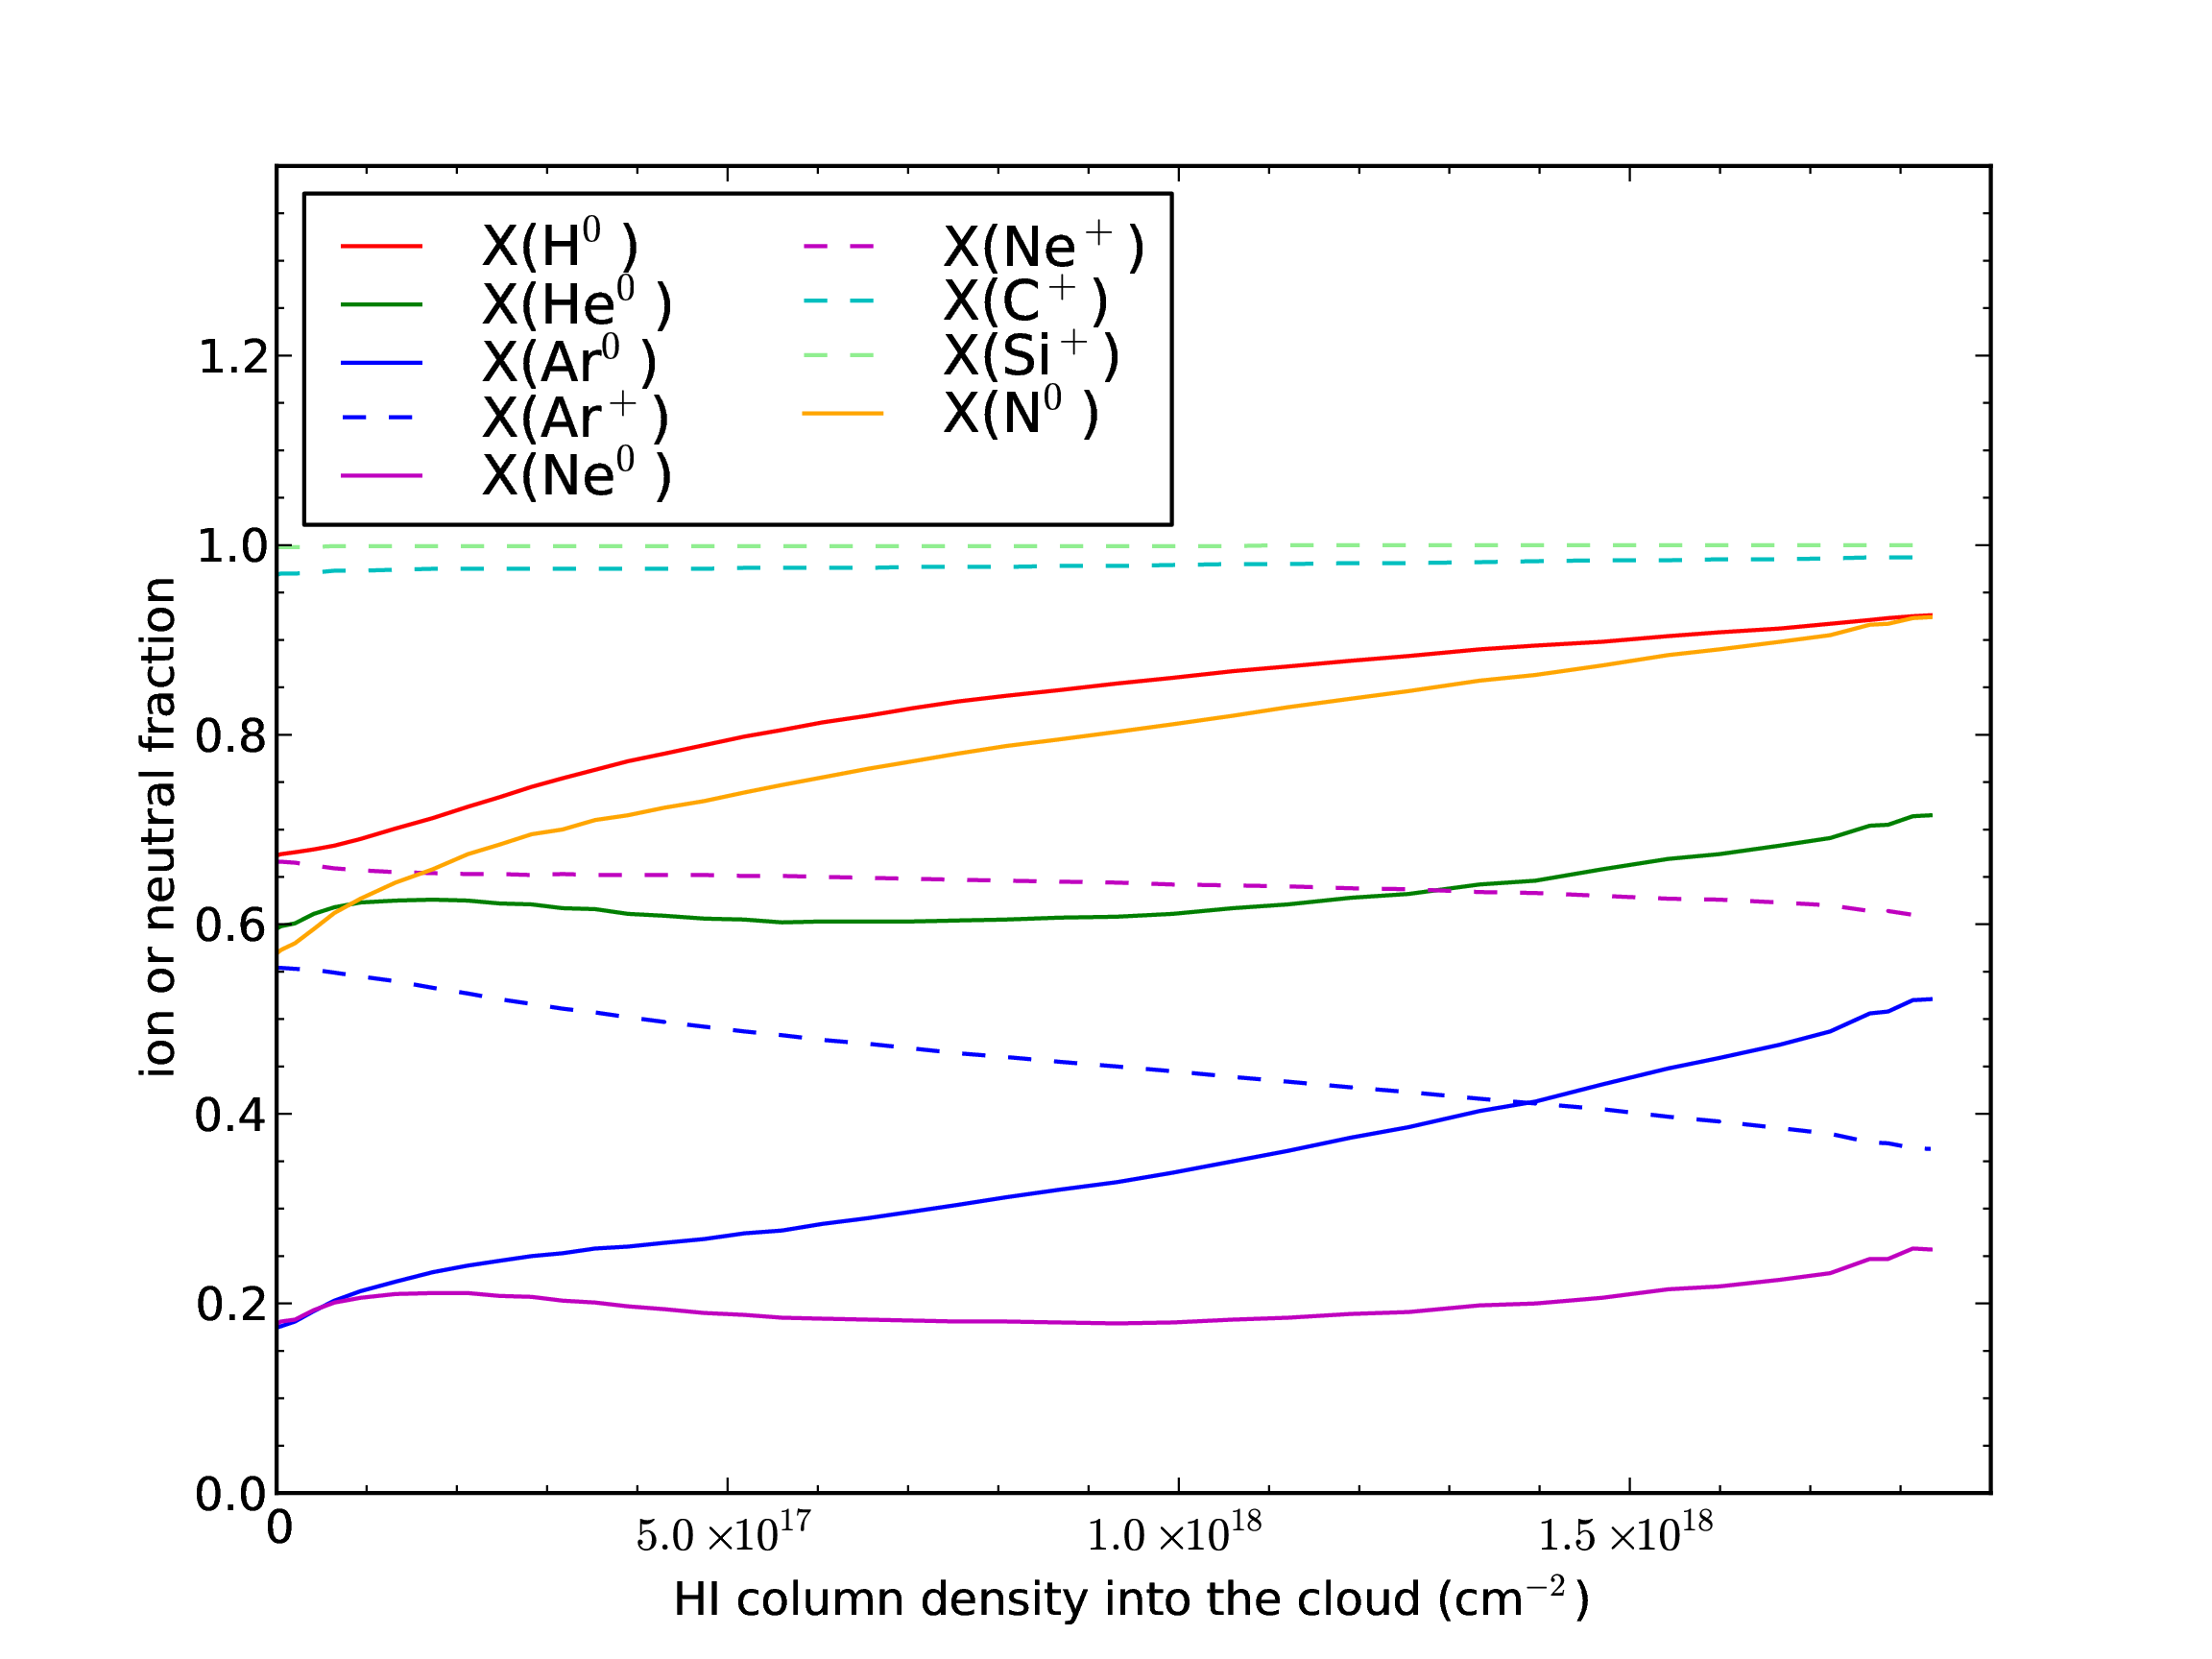 X(H⁰)
X(He⁰)
X(Ar⁰)
X(Ar⁺)
X(Ne⁰)
X(Ne⁺)
X(C⁺)
X(Si⁺)
X(N⁰)
1.2
1.0
0.8
0.6
0.4
0.2
0.0
ion or neutral fraction
0
5.0×10¹⁷
1.0×10¹⁸
1.5×10¹⁸
HI column density into the cloud (cm⁻²)